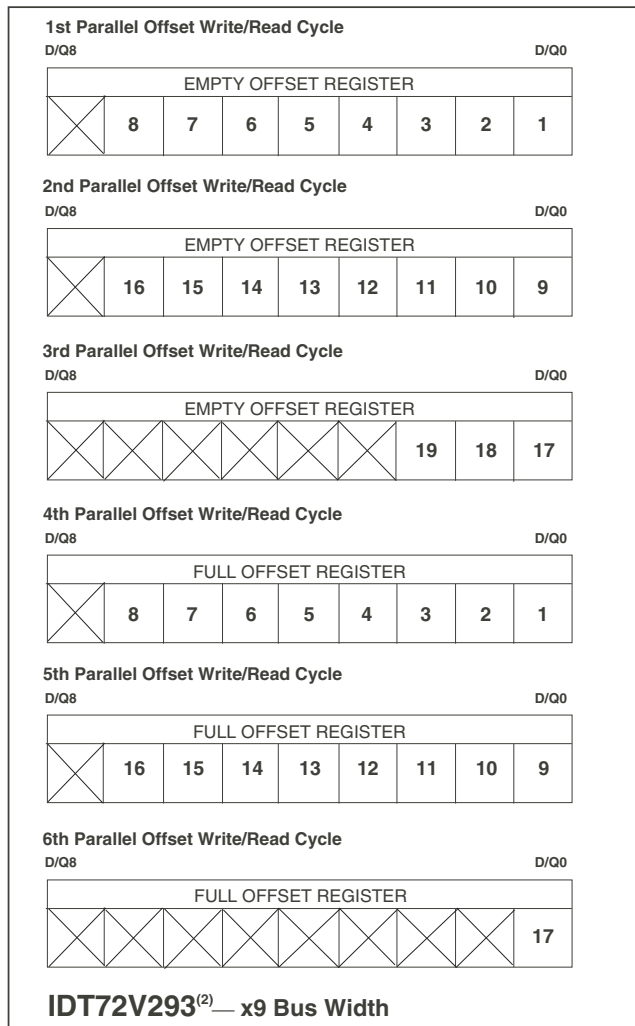 1st Parallel Offset Write/Read Cycle
D/Q8 D/Q0
EMPTY OFFSET REGISTER
8 7 6 5 4 3 2 1
2nd Parallel Offset Write/Read Cycle
D/Q8 D/Q0
EMPTY OFFSET REGISTER
16 15 14 13 12 11 10 9
3rd Parallel Offset Write/Read Cycle
D/Q8 D/Q0
EMPTY OFFSET REGISTER
19 18 17
4th Parallel Offset Write/Read Cycle
D/Q8 D/Q0
FULL OFFSET REGISTER
8 7 6 5 4 3 2 1
5th Parallel Offset Write/Read Cycle
D/Q8 D/Q0
FULL OFFSET REGISTER
16 15 14 13 12 11 10 9
6th Parallel Offset Write/Read Cycle
D/Q8 D/Q0
FULL OFFSET REGISTER
17
IDT72V293(2)— x9 Bus Width